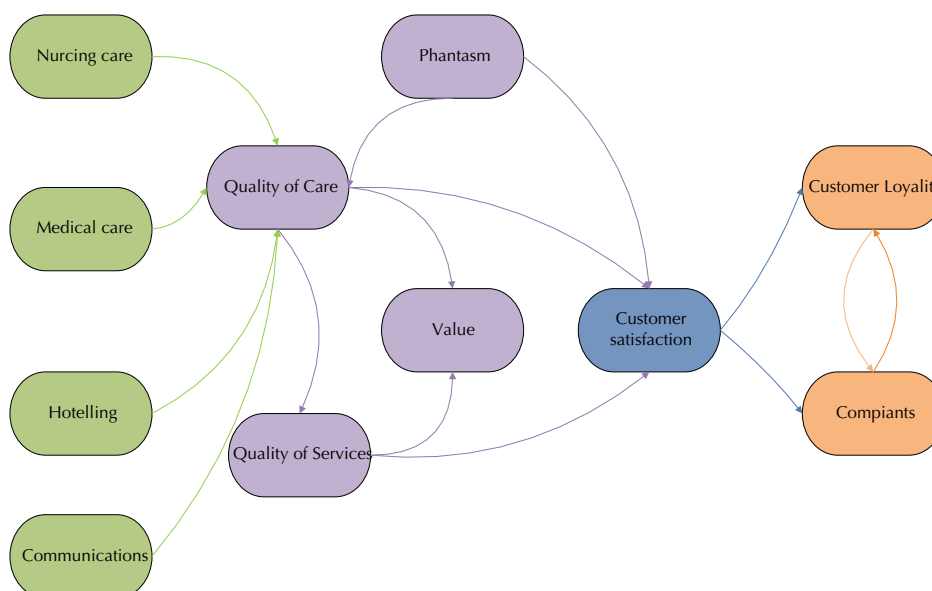 Nurcing care
Phantasm
Quality of Care
Customer Loyalit
Medical care
Value
Customer
satisfaction
Hotelling
Compiants
Quality of Services
Communications